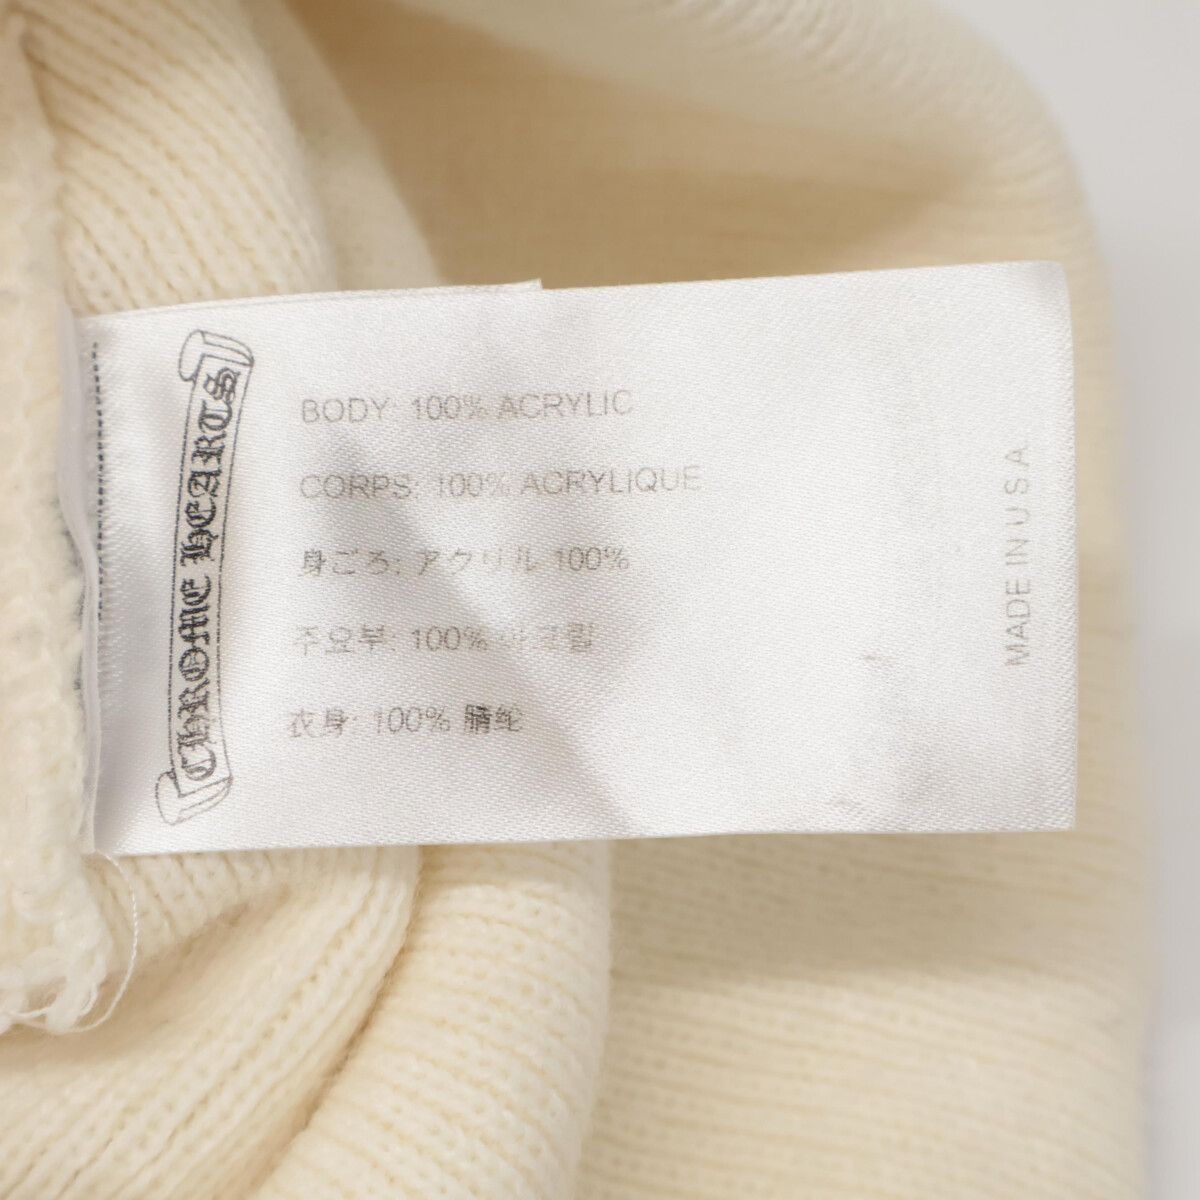 CHROME HEARTS
BODY: 100% ACRYLIC
CORPS: 100% ACRYLIQUE
身ごろ: アクリル 100%
주요부: 100% 아크릴
衣身: 100% 腈纶
MADE IN U S A